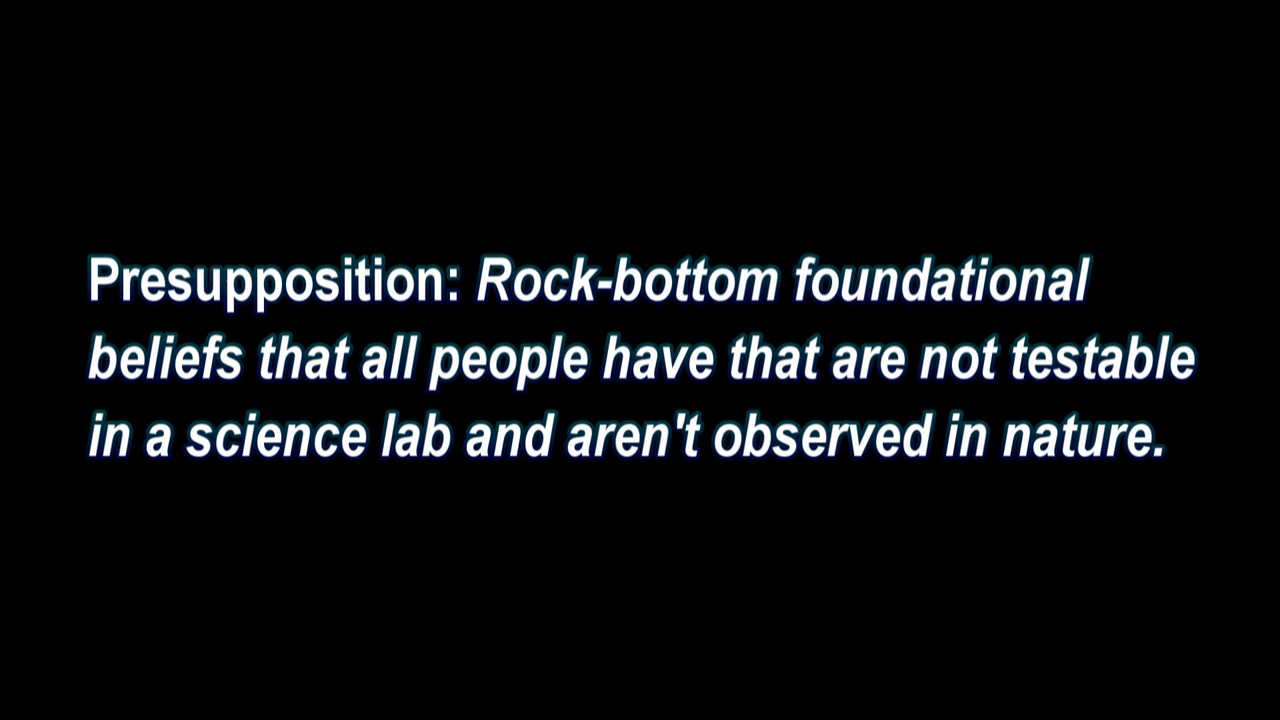 Presupposition: Rock-bottom foundational
beliefs that all people have that are not testable
in a science lab and aren't observed in nature.